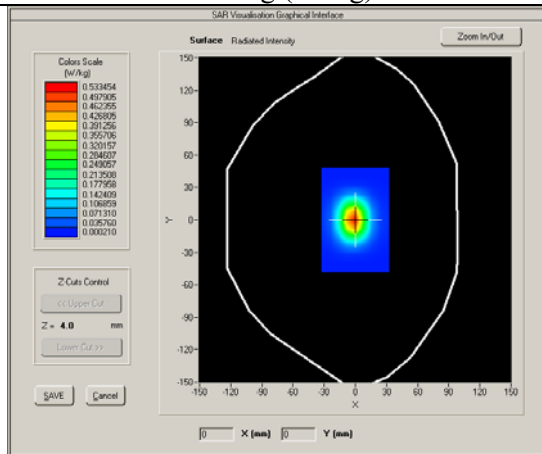 SAR Visualisation Graphical Interface
Surface Radiated Intensity
Zoom In/Out
Colors Scale
(W/kg)
0.533454
0.497905
0.462355
0.426805
0.391256
0.355706
0.320157
0.284607
0.249057
0.213508
0.177958
0.142409
0.106859
0.071310
0.035760
0.000210
150-
120-
90-
60-
30-
Y 0-
-30-
-60-
-90-
-120-
-150-
-150 -120 -90 -60 -30 0 30 60 90 120 150
X
Z-Cuts Control
<< Upper Cut
Z = 4.0 mm
Lower Cut >>
SAVE Cancel
0 X (mm) 0 Y (mm)